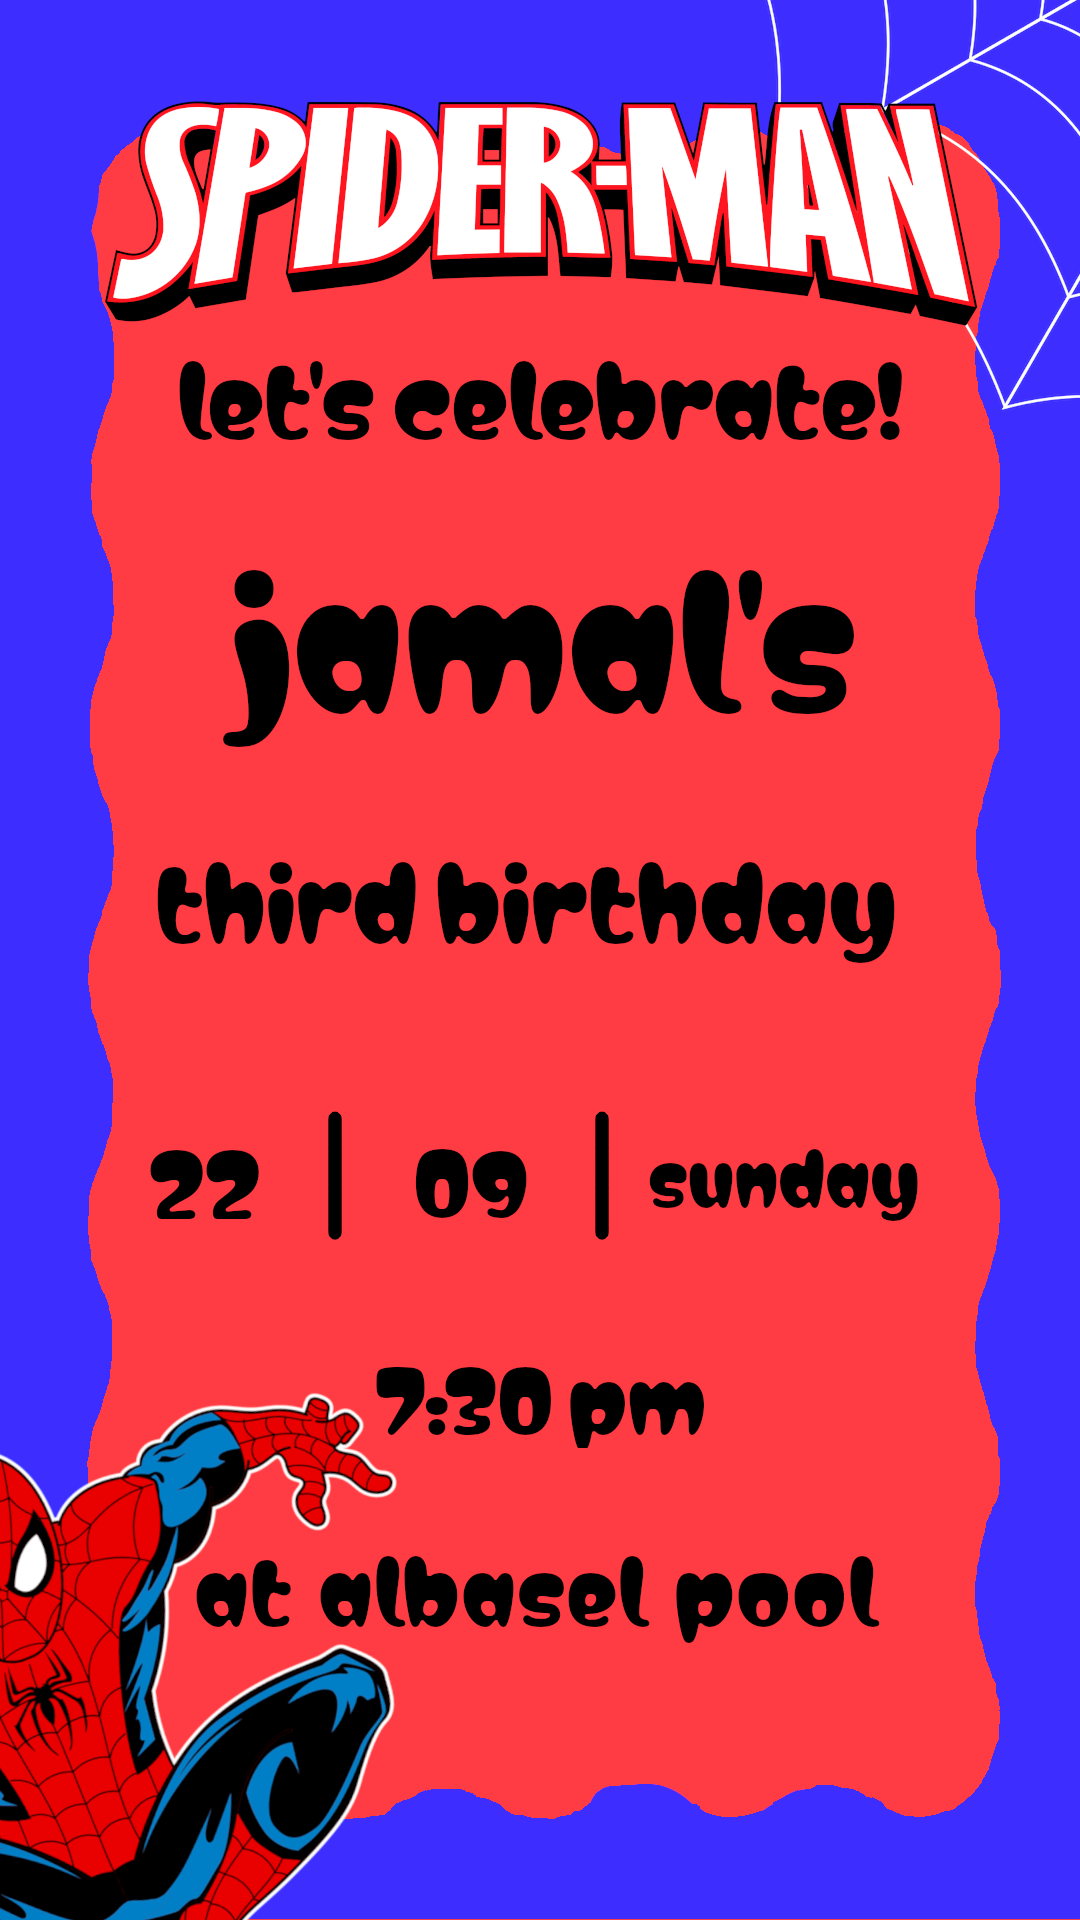 SPIDER-MAN
let's celebrate!
jamal's
third birthday
22 | 09 | sunday
7:30 pm
at albasel pool